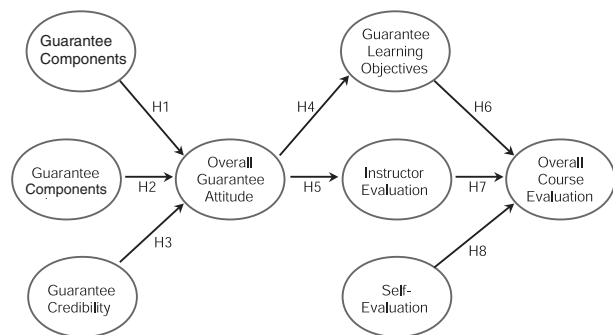 Guarantee
Components
Guarantee
Learning
Objectives
H1
H4
H6
Guarantee
Components
H2
Overall
Guarantee
Attitude
H5
Instructor
Evaluation
H7
Overall
Course
Evaluation
H3
H8
Guarantee
Credibility
Self-
Evaluation